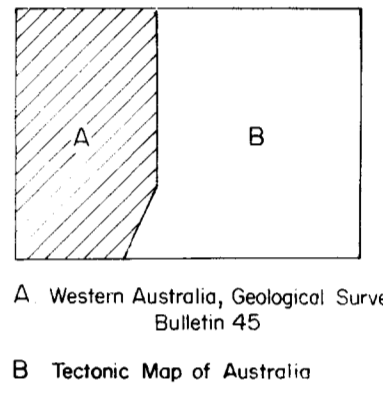 A B
A Western Australia, Geological Surve
Bulletin 45
B Tectonic Map of Australia